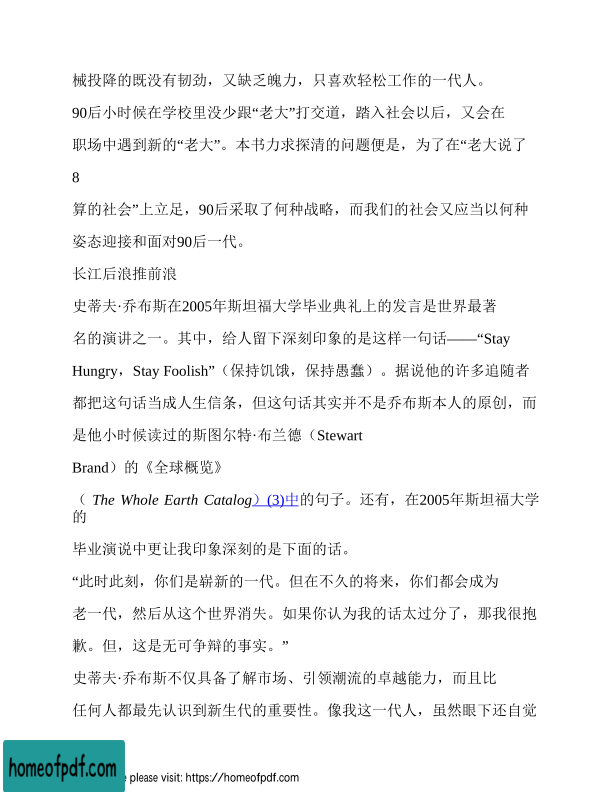 械投降的既没有韧劲，又缺乏魄力，只喜欢轻松工作的一代人。
90后小时候在学校里没少跟“老大”打交道，踏入社会以后，又会在
职场中遇到新的“老大”。本书力求探清的问题便是，为了在“老大说了
8
算的社会”上立足，90后采取了何种战略，而我们的社会又应当以何种
姿态迎接和面对90后一代。
长江后浪推前浪
史蒂夫·乔布斯在2005年斯坦福大学毕业典礼上的发言是世界最著
名的演讲之一。其中，给人留下深刻印象的是这样一句话——“Stay
Hungry，Stay Foolish”（保持饥饿，保持愚蠢）。据说他的许多追随者
都把这句话当成人生信条，但这句话其实并不是乔布斯本人的原创，而
是他小时候读过的斯图尔特·布兰德（Stewart
Brand）的《全球概览》
（ The Whole Earth Catalog）(3)中的句子。还有，在2005年斯坦福大学
的
毕业演说中更让我印象深刻的是下面的话。
“此时此刻，你们是崭新的一代。但在不久的将来，你们都会成为
老一代，然后从这个世界消失。如果你认为我的话太过分了，那我很抱
歉。但，这是无可争辩的事实。”
史蒂夫·乔布斯不仅具备了解市场、引领潮流的卓越能力，而且比
任何人都最先认识到新生代的重要性。像我这一代人，虽然眼下还自觉
homeofpdf.com
e please visit: https://homeofpdf.com